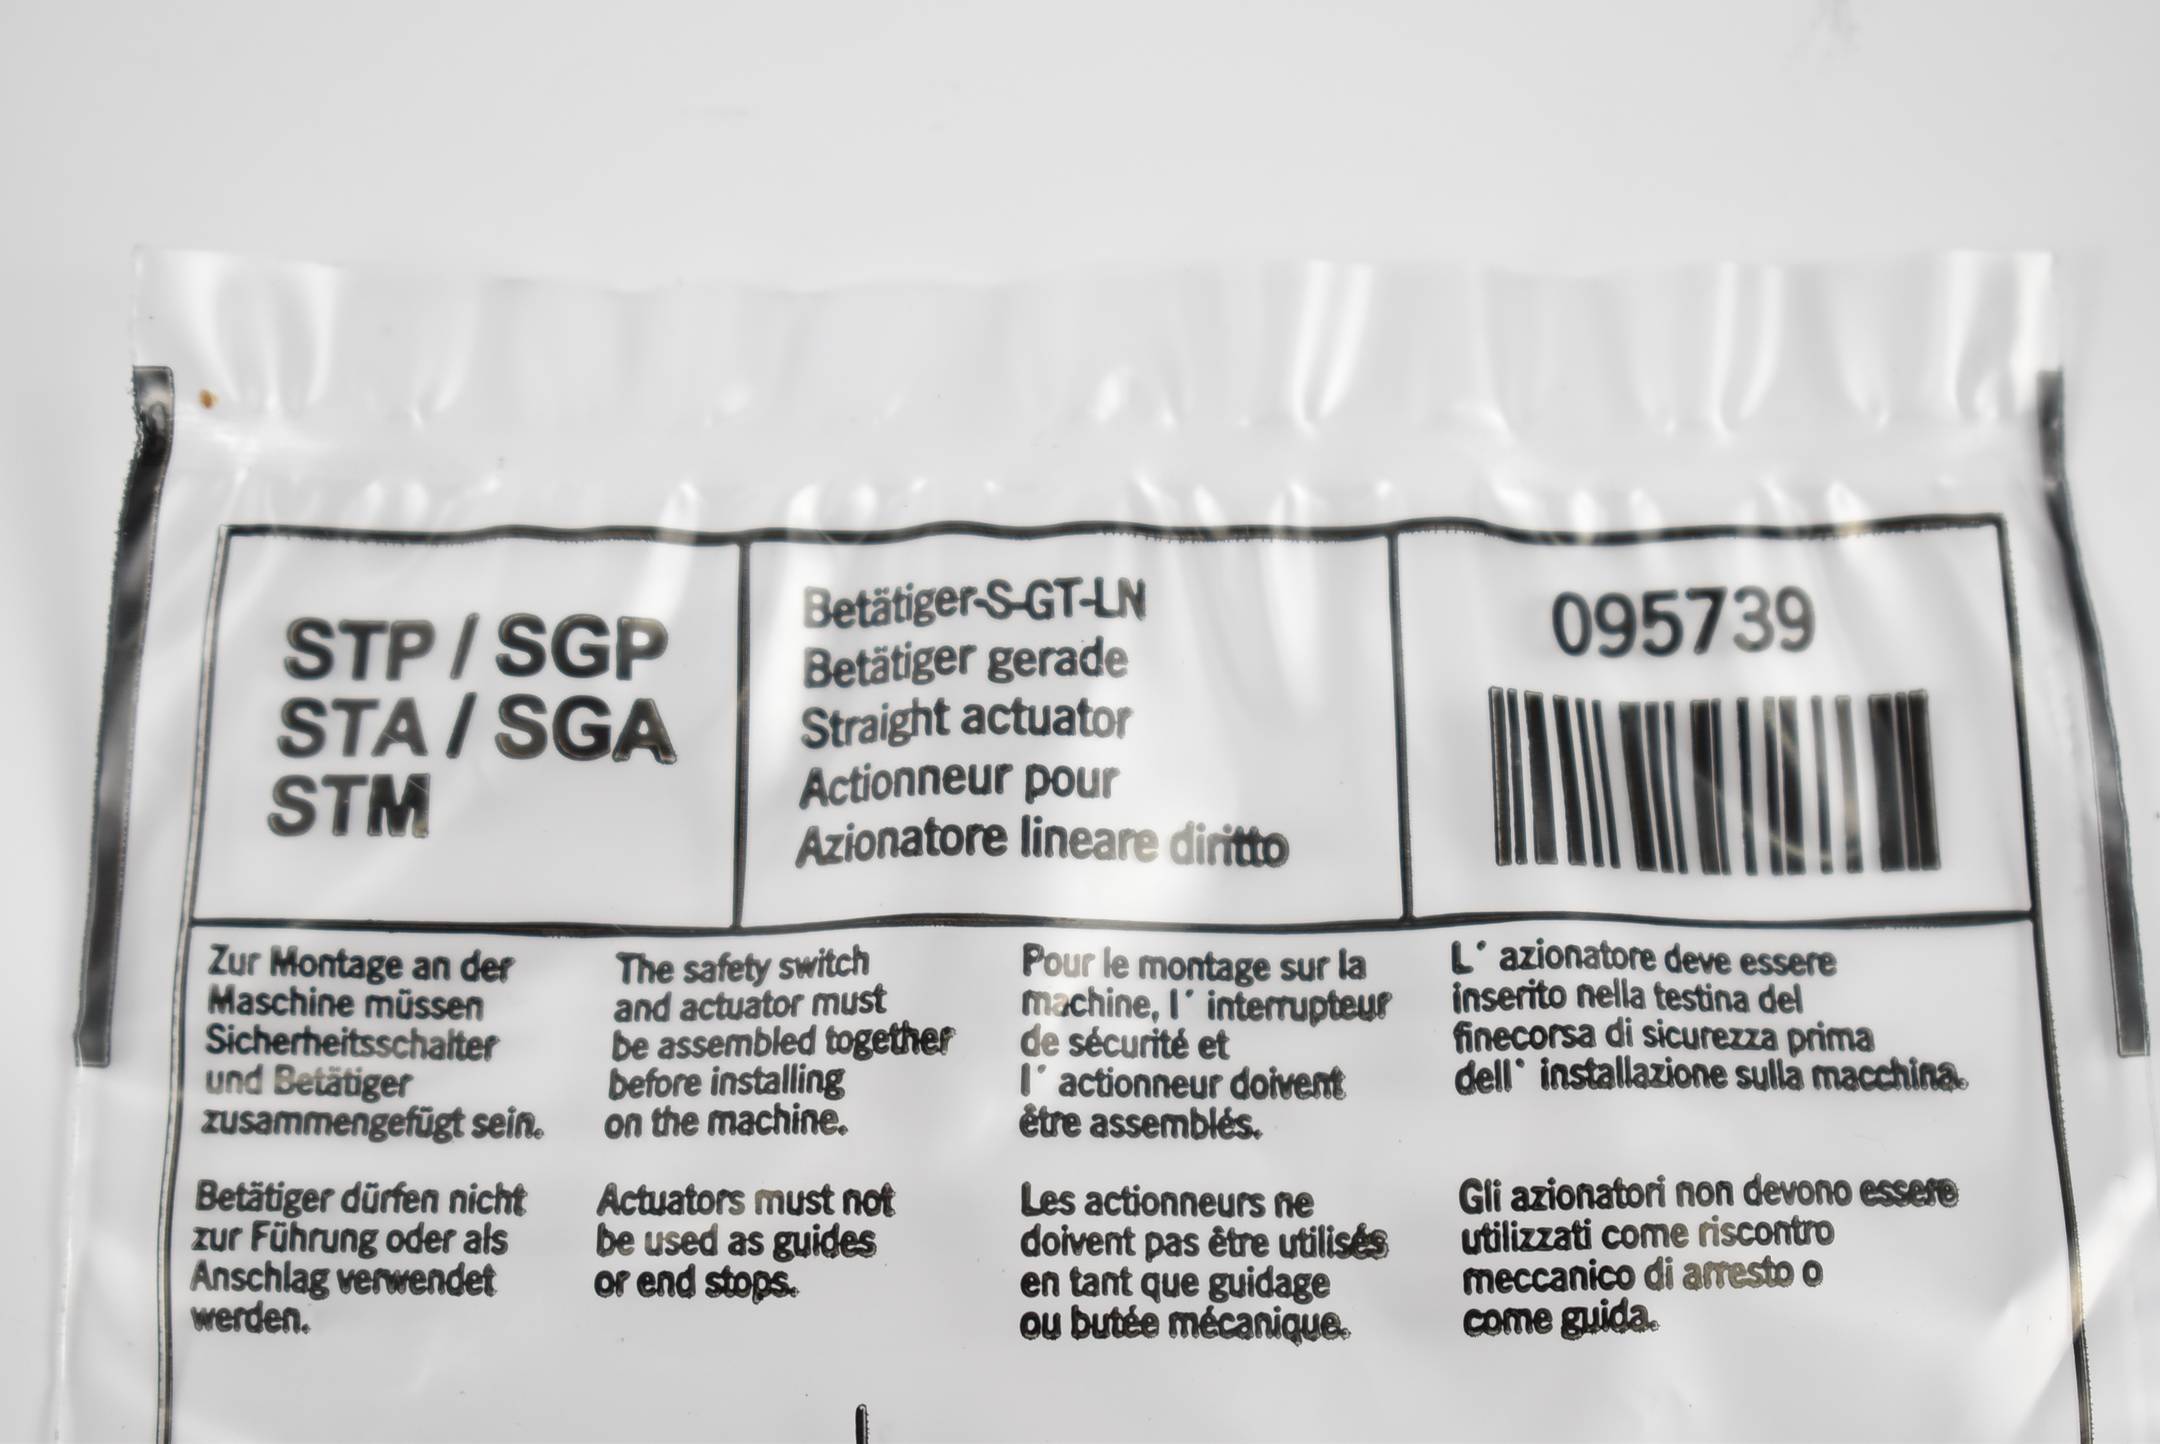 STP / SGP
STA / SGA
STM
Betätiger-S-GT-LN
Betätiger gerade
Straight actuator
Actionneur pour
Azionatore lineare diritto
095739
Zur Montage an der
Maschine müssen
Sicherheitsschalter
und Betätiger
zusammengefügt sein.
Betätiger dürfen nicht
zur Führung oder als
Anschlag verwendet
werden.
The safety switch
and actuator must
be assembled together
before installing
on the machine.
Actuators must not
be used as guides
or end stops.
Pour le montage sur la
machine, l´ interrupteur
de sécurité et
l´ actionneur doivent
être assemblés.
Les actionneurs ne
doivent pas être utilisés
en tant que guidage
ou butée mécanique.
L´ azionatore deve essere
inserito nella testina del
finecorsa di sicurezza prima
dell´ installazione sulla macchina.
Gli azionatori non devono essere
utilizzati come riscontro
meccanico di arresto o
come guida.